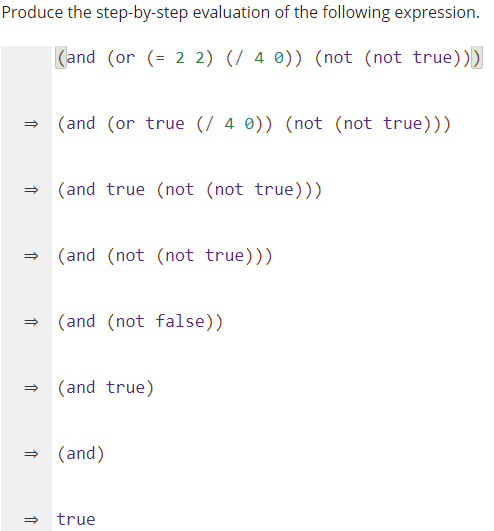 Produce the step-by-step evaluation of the following expression.
(and (or (= 2 2) (/ 4 0)) (not (not true)))
⇒ (and (or true (/ 4 0)) (not (not true)))
⇒ (and true (not (not true)))
⇒ (and (not (not true)))
⇒ (and (not false))
⇒ (and true)
⇒ (and)
⇒ true